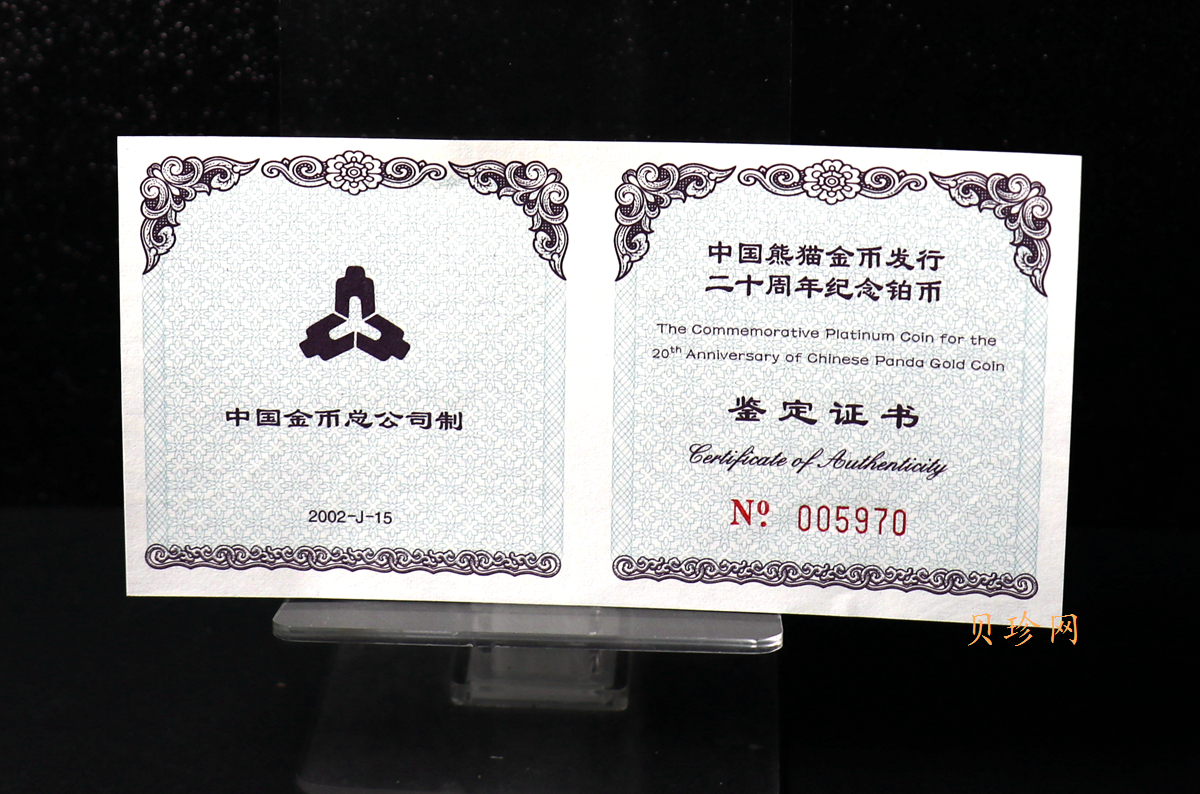 中国金币总公司制
2002-J-15
中国熊猫金币发行
二十周年纪念铂币
The Commemorative Platinum Coin for the
20th Anniversary of Chinese Panda Gold Coin
鉴定证书
Certificate of Authenticity
Nº. 005970
贝珍网